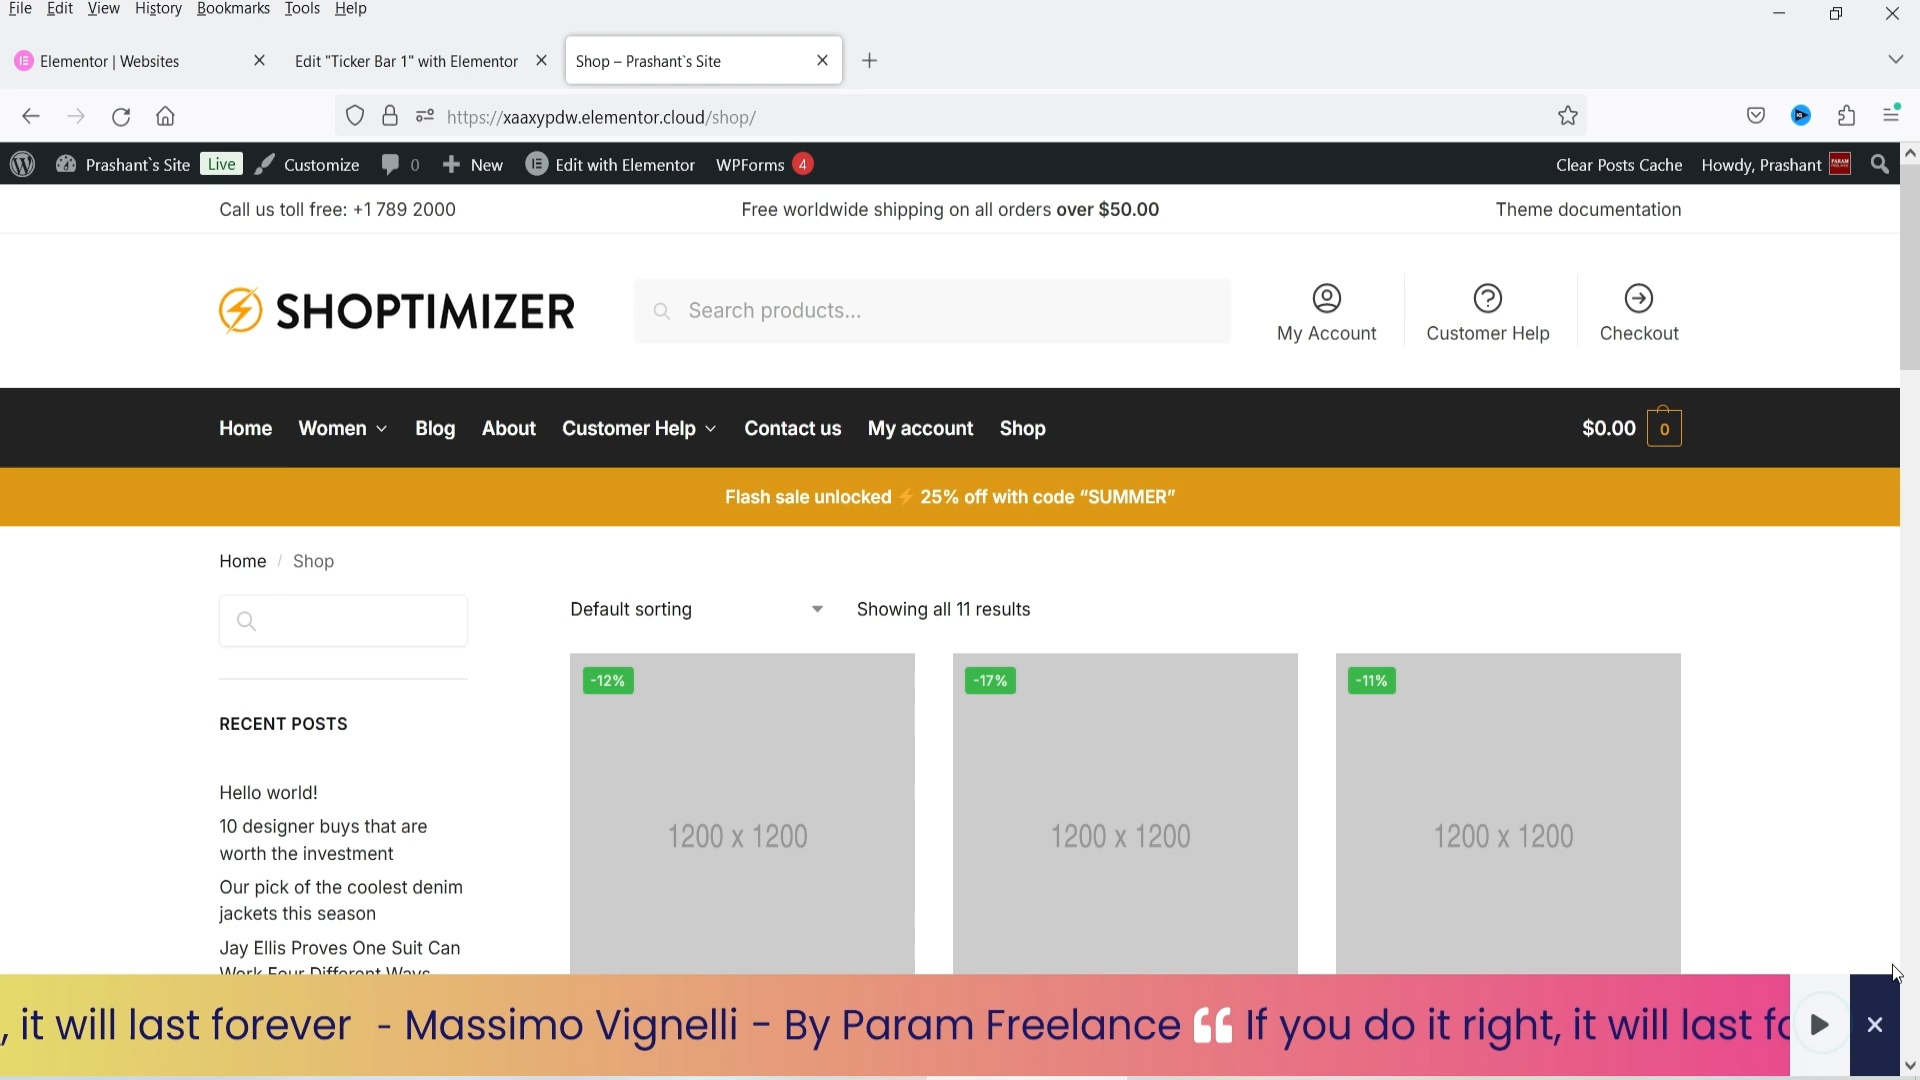 File Edit View History Bookmarks Tools Help
Elementor | Websites
Edit "Ticker Bar 1" with Elementor
Shop – Prashant`s Site
https://xaaxypdw.elementor.cloud/shop/
Prashant`s Site Live Customize 0 New Edit with Elementor WPForms 4 Clear Posts Cache Howdy, Prashant
Call us toll free: +1 789 2000 Free worldwide shipping on all orders over $50.00 Theme documentation
SHOPTIMIZER
Search products...
My Account Customer Help Checkout
Home Women Blog About Customer Help Contact us My account Shop $0.00 0
Flash sale unlocked ⚡ 25% off with code “SUMMER”
Home / Shop
Default sorting Showing all 11 results
-12% -17% -11%
RECENT POSTS
Hello world!
10 designer buys that are
worth the investment
1200 x 1200 1200 x 1200 1200 x 1200
Our pick of the coolest denim
jackets this season
Jay Ellis Proves One Suit Can
Work Four Different Ways
, it will last forever - Massimo Vignelli - By Param Freelance If you do it right, it will last fo